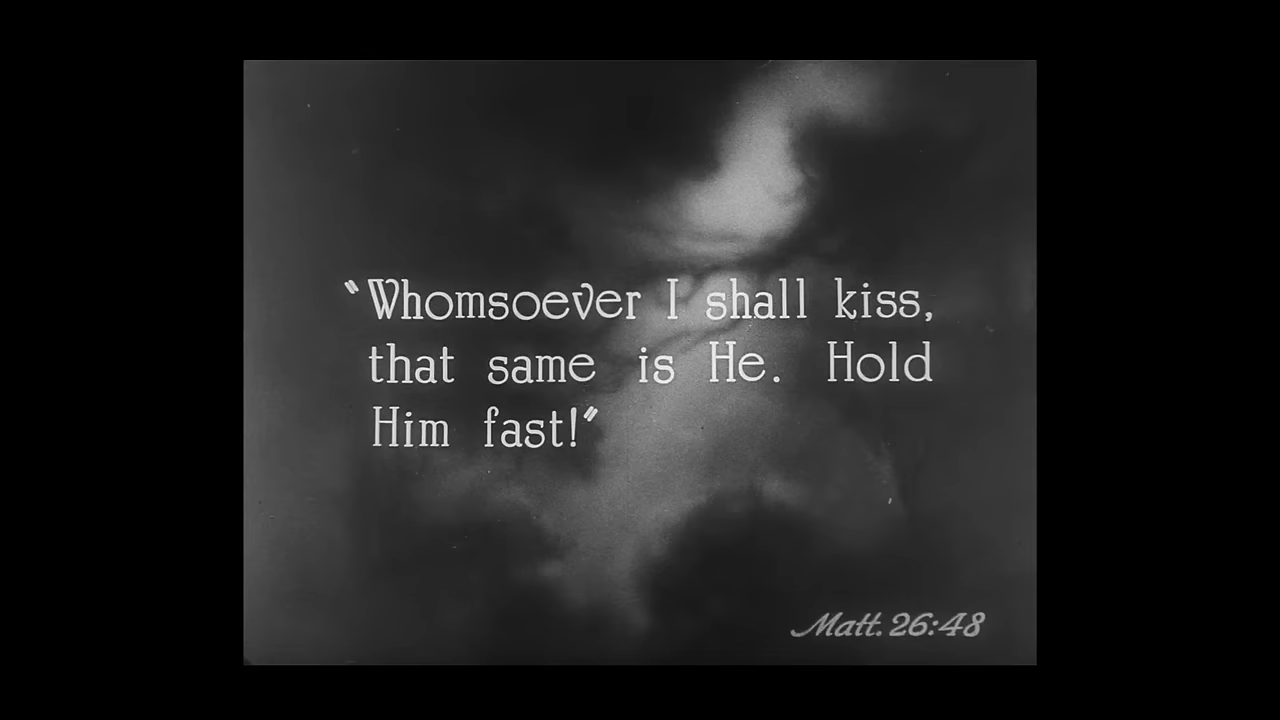 "Whomsoever I shall kiss,
that same is He. Hold
Him fast!"
Matt. 26:48